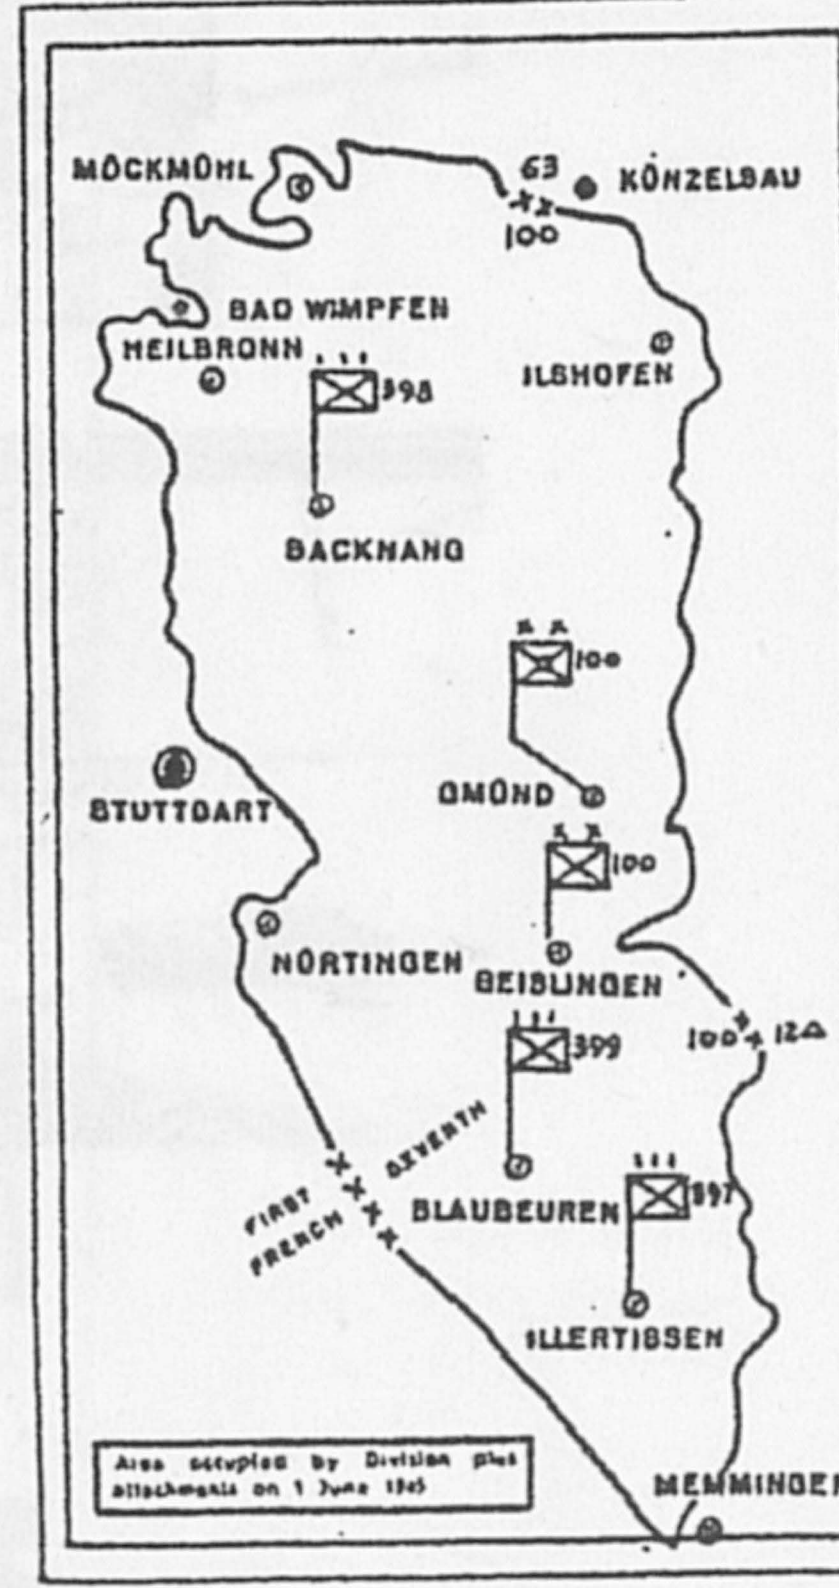 MÖCKMÜHL
63
KÜNZELSAU
100
BAD WIMPFEN
HEILBRONN
398
ILSHOFEN
BACKNANG
100
GMÜND
STUTTGART
100
NÜRTINGEN
GEISLINGEN
100
399
SEVENTH
FIRST
FRENCH
BLAUBEUREN
397
ILLERTISSEN
Area occupied by Division plus
attachments on 1 June 1945
MEMMINGEN